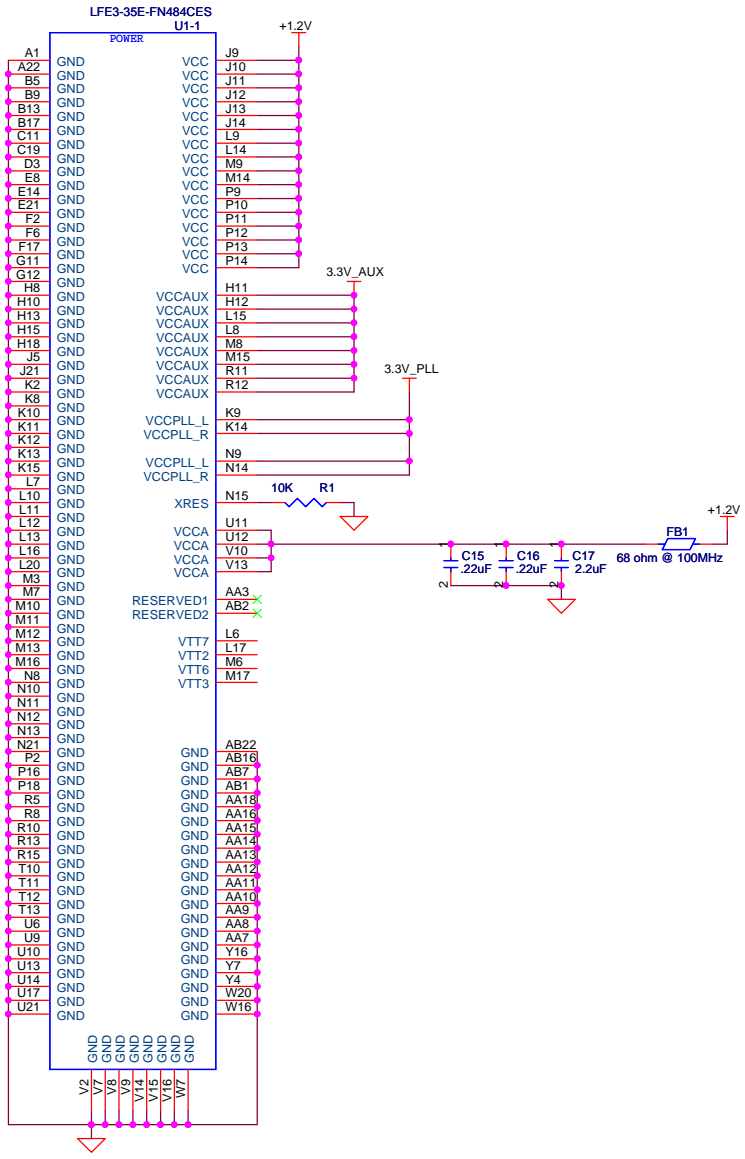 LFE3-35E-FN484CES
U1-1
POWER
+1.2V
A1 GND VCC J9
A22 GND VCC J10
B5 GND VCC J11
B9 GND VCC J12
B13 GND VCC J13
B17 GND VCC J14
C11 GND VCC L9
C19 GND VCC L14
D3 GND VCC M9
E8 GND VCC M14
E14 GND VCC P9
E21 GND VCC P10
F2 GND VCC P11
F6 GND VCC P12
F17 GND VCC P13
G11 GND VCC P14
G12 GND
3.3V_AUX
H8 GND VCCAUX H11
H10 GND VCCAUX H12
H13 GND VCCAUX L15
H15 GND VCCAUX L8
H18 GND VCCAUX M8
J5 GND VCCAUX M15
J21 GND VCCAUX R11
K2 GND VCCAUX R12
3.3V_PLL
K8 GND
K10 GND VCCPLL_L K9
K11 GND VCCPLL_R K14
K12 GND
K13 GND VCCPLL_L N9
K15 GND VCCPLL_R N14
L7 GND
L10 GND XRES N15 10K R1
L11 GND
L12 GND VCCA U11
L13 GND VCCA U12
L16 GND VCCA V10
L20 GND VCCA V13
+1.2V
FB1
68 ohm @ 100MHz
1 C15 .22uF 2
1 C16 .22uF 2
1 C17 2.2uF 2
M3 GND
M7 GND RESERVED1 AA3
M10 GND RESERVED2 AB2
M11 GND
M12 GND VTT7 L6
M13 GND VTT2 L17
M16 GND VTT6 M6
N8 GND VTT3 M17
N10 GND
N11 GND
N12 GND
N13 GND
N21 GND GND AB22
P2 GND GND AB16
P16 GND GND AB7
P18 GND GND AB1
R5 GND GND AA18
R8 GND GND AA16
R10 GND GND AA15
R13 GND GND AA14
R15 GND GND AA13
T10 GND GND AA12
T11 GND GND AA11
T12 GND GND AA10
T13 GND GND AA9
U6 GND GND AA8
U9 GND GND AA7
U10 GND GND Y16
U13 GND GND Y7
U14 GND GND Y4
U17 GND GND W20
U21 GND GND W16
GND GND GND GND GND GND GND GND
V2 V7 V8 V9 V14 V15 V16 W7